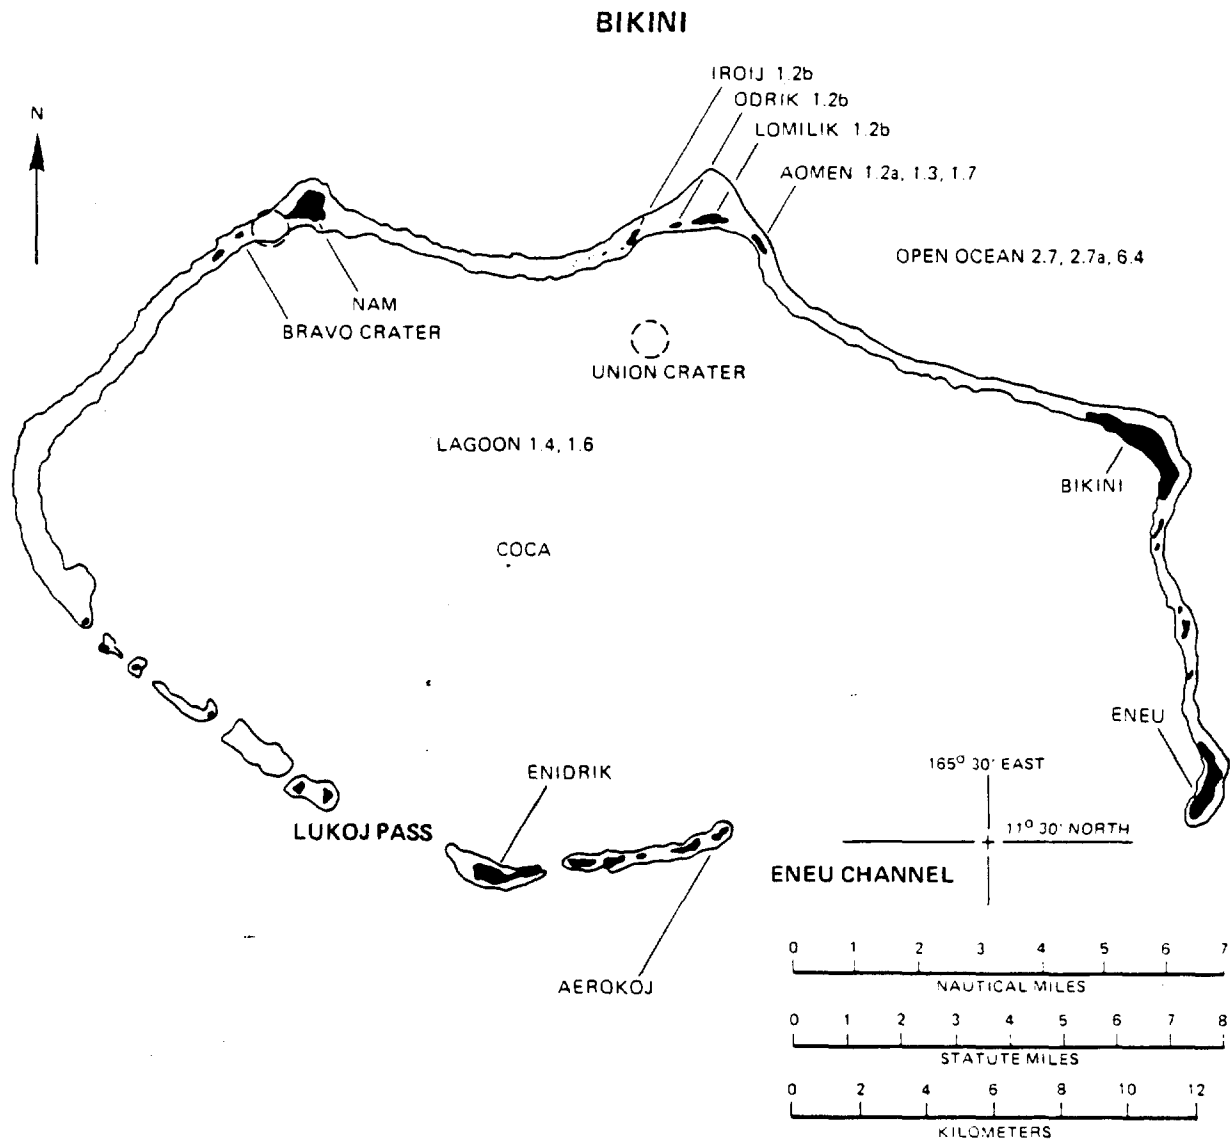 BIKINI
IROIJ 1.2b
ODRIK 1.2b
LOMILIK 1.2b
N
AOMEN 1.2a, 1.3, 1.7
OPEN OCEAN 2.7, 2.7a, 6.4
NAM
BRAVO CRATER
UNION CRATER
LAGOON 1.4, 1.6
BIKINI
COCA
ENEU
165° 30' EAST
ENIDRIK
11° 30' NORTH
LUKOJ PASS
ENEU CHANNEL
AEROKOJ
0 1 2 3 4 5 6 7
NAUTICAL MILES
0 1 2 3 4 5 6 7 8
STATUTE MILES
0 2 4 6 8 10 12
KILOMETERS